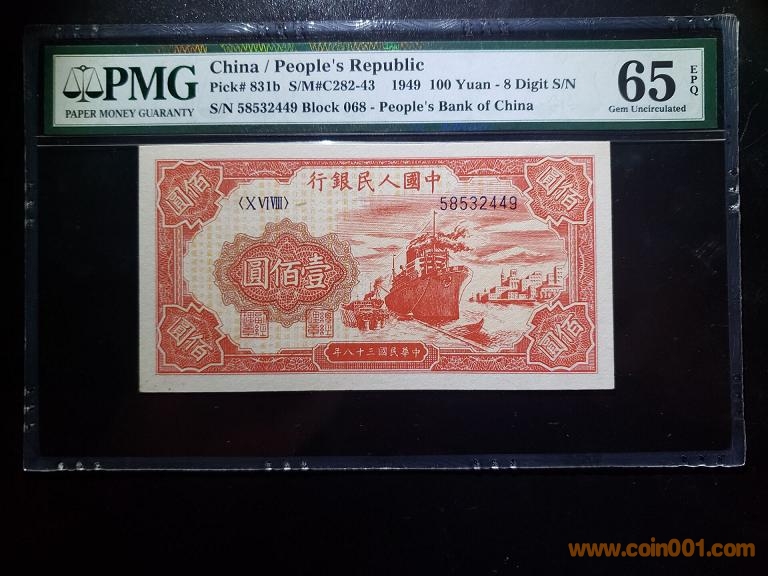 PMG
PAPER MONEY GUARANTY
China / People's Republic
Pick# 831b S/M#C282-43 1949 100 Yuan - 8 Digit S/N
S/N 58532449 Block 068 - People's Bank of China
65 EPQ
Gem Uncirculated
行銀民人國中
圓佰
圓佰
〈X VI VIII〉
58532449
圓佰壹
圓佰
圓佰
年八十三國民華中
www.coin001.com